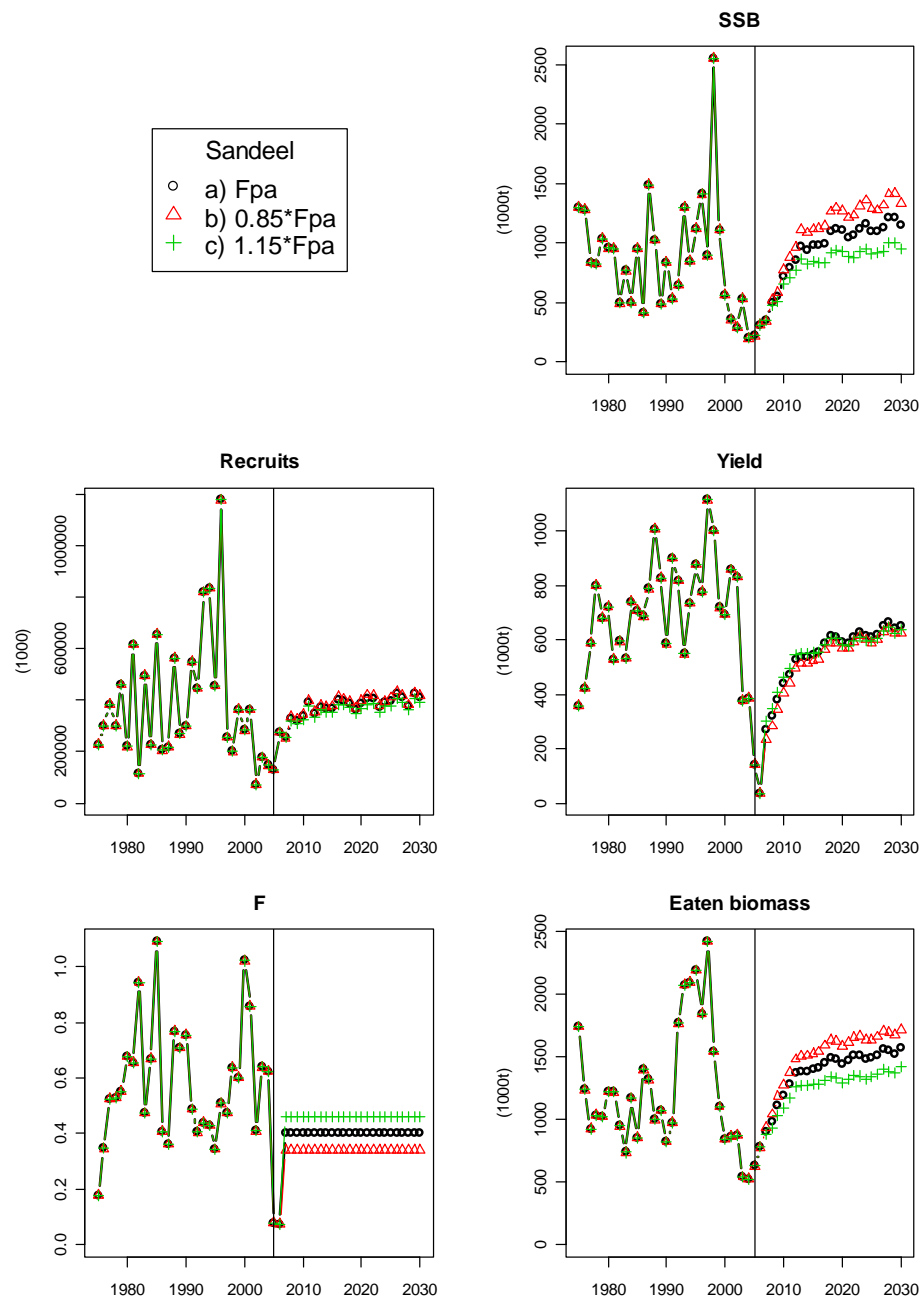 Sandeel
a) Fpa
b) 0.85*Fpa
c) 1.15*Fpa
SSB
(1000t)
0 500 1000 1500 2000 2500
1980 1990 2000 2010 2020 2030
Recruits
(1000)
0 200000 400000 600000 800000 1000000
1980 1990 2000 2010 2020 2030
Yield
(1000t)
0 200 400 600 800 1000
1980 1990 2000 2010 2020 2030
F
0.0 0.2 0.4 0.6 0.8 1.0
1980 1990 2000 2010 2020 2030
Eaten biomass
(1000t)
0 500 1000 1500 2000 2500
1980 1990 2000 2010 2020 2030